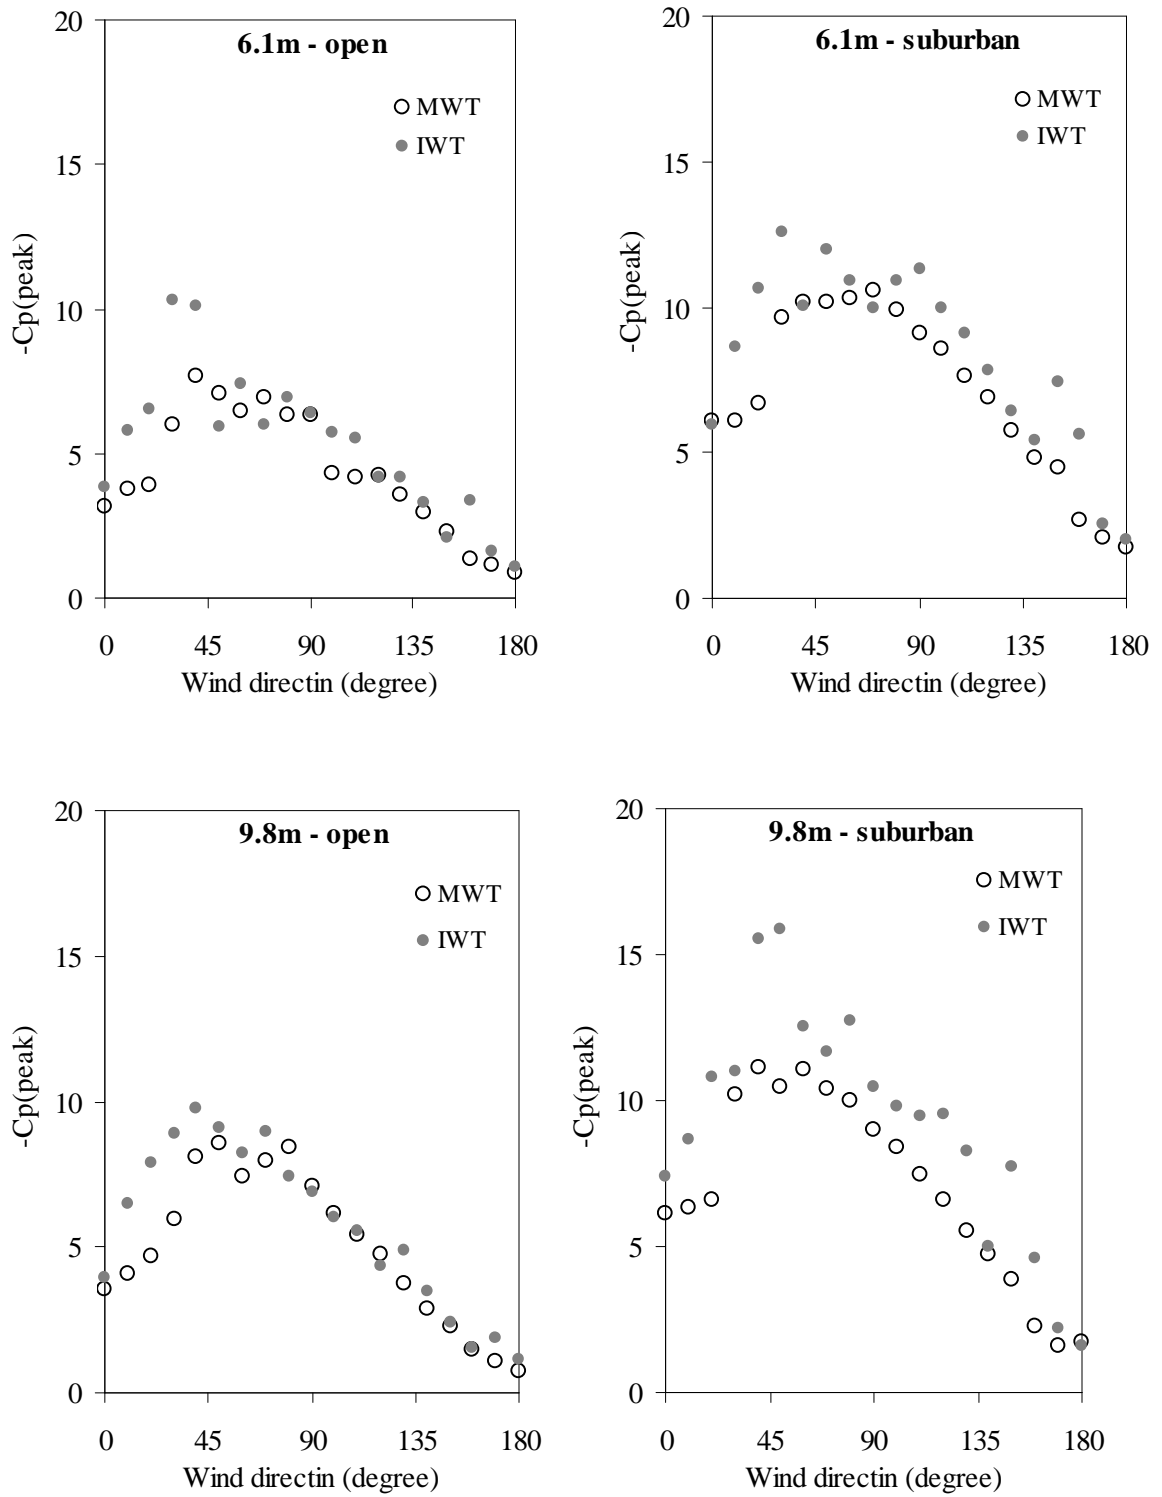 6.1m - open
MWT
IWT
20
15
10
5
0
-Cp(peak)
0 45 90 135 180
Wind directin (degree)
6.1m - suburban
MWT
IWT
20
15
10
5
0
-Cp(peak)
0 45 90 135 180
Wind directin (degree)
9.8m - open
MWT
IWT
20
15
10
5
0
-Cp(peak)
0 45 90 135 180
Wind directin (degree)
9.8m - suburban
MWT
IWT
20
15
10
5
0
-Cp(peak)
0 45 90 135 180
Wind directin (degree)